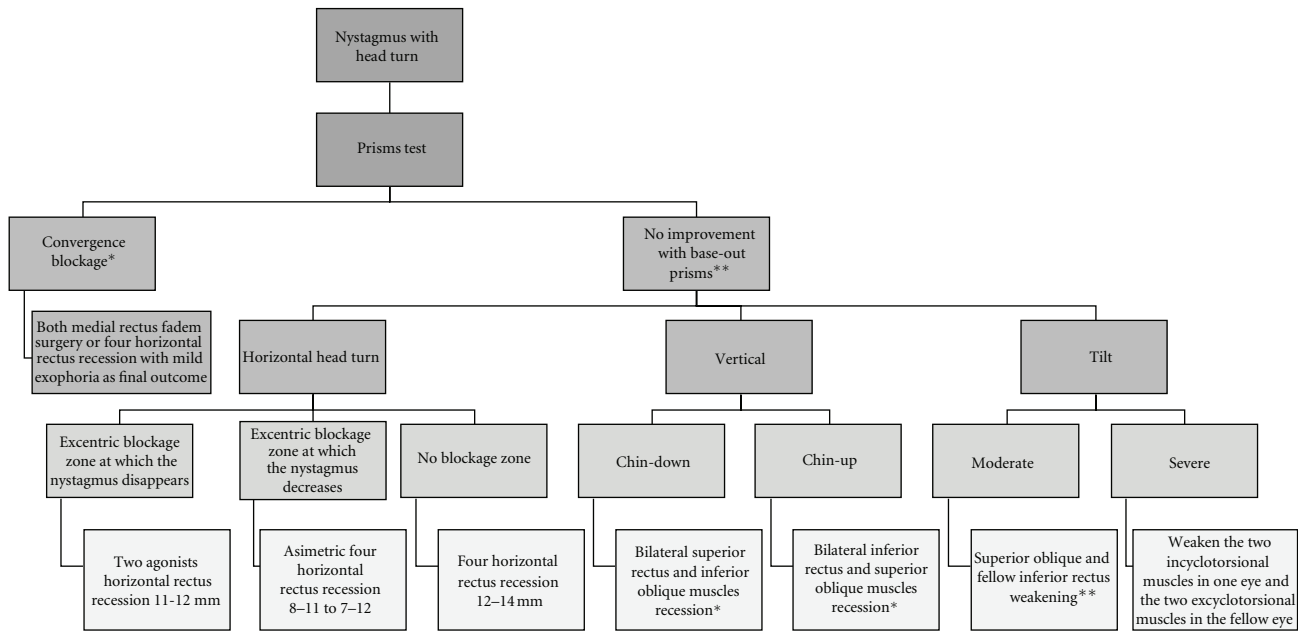 Nystagmus with
head turn
Prisms test
Convergence
blockage*
No improvement
with base-out
prisms**
Both medial rectus fadem
surgery or four horizontal
rectus recession with mild
exophoria as final outcome
Horizontal head turn
Vertical
Tilt
Excentric blockage
zone at which the
nystagmus disappears
Excentric blockage
zone at which
the nystagmus
decreases
No blockage zone
Chin-down
Chin-up
Moderate
Severe
Two agonists
horizontal rectus
recession 11-12 mm
Asimetric four
horizontal
rectus recession
8–11 to 7–12
Four horizontal
rectus recession
12–14 mm
Bilateral superior
rectus and inferior
oblique muscles
recession*
Bilateral inferior
rectus and superior
oblique muscles
recession*
Superior oblique and
fellow inferior rectus
weakening**
Weaken the two
incyclotorsional
muscles in one eye and
the two excyclotorsional
muscles in the fellow eye